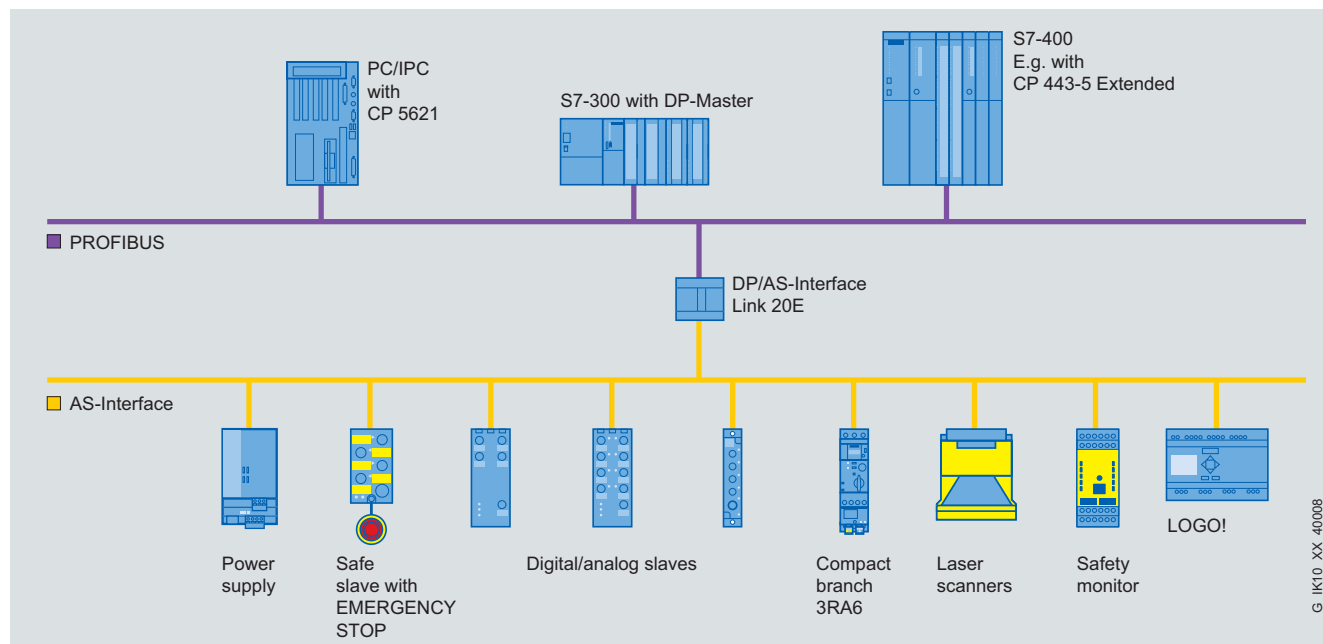 PC/IPC
with
CP 5621
S7-300 with DP-Master
S7-400
E.g. with
CP 443-5 Extended
PROFIBUS
DP/AS-Interface
Link 20E
AS-Interface
Power
supply
Safe
slave with
EMERGENCY
STOP
Digital/analog slaves
Compact
branch
3RA6
Laser
scanners
Safety
monitor
LOGO!
G_IK10_XX_40008